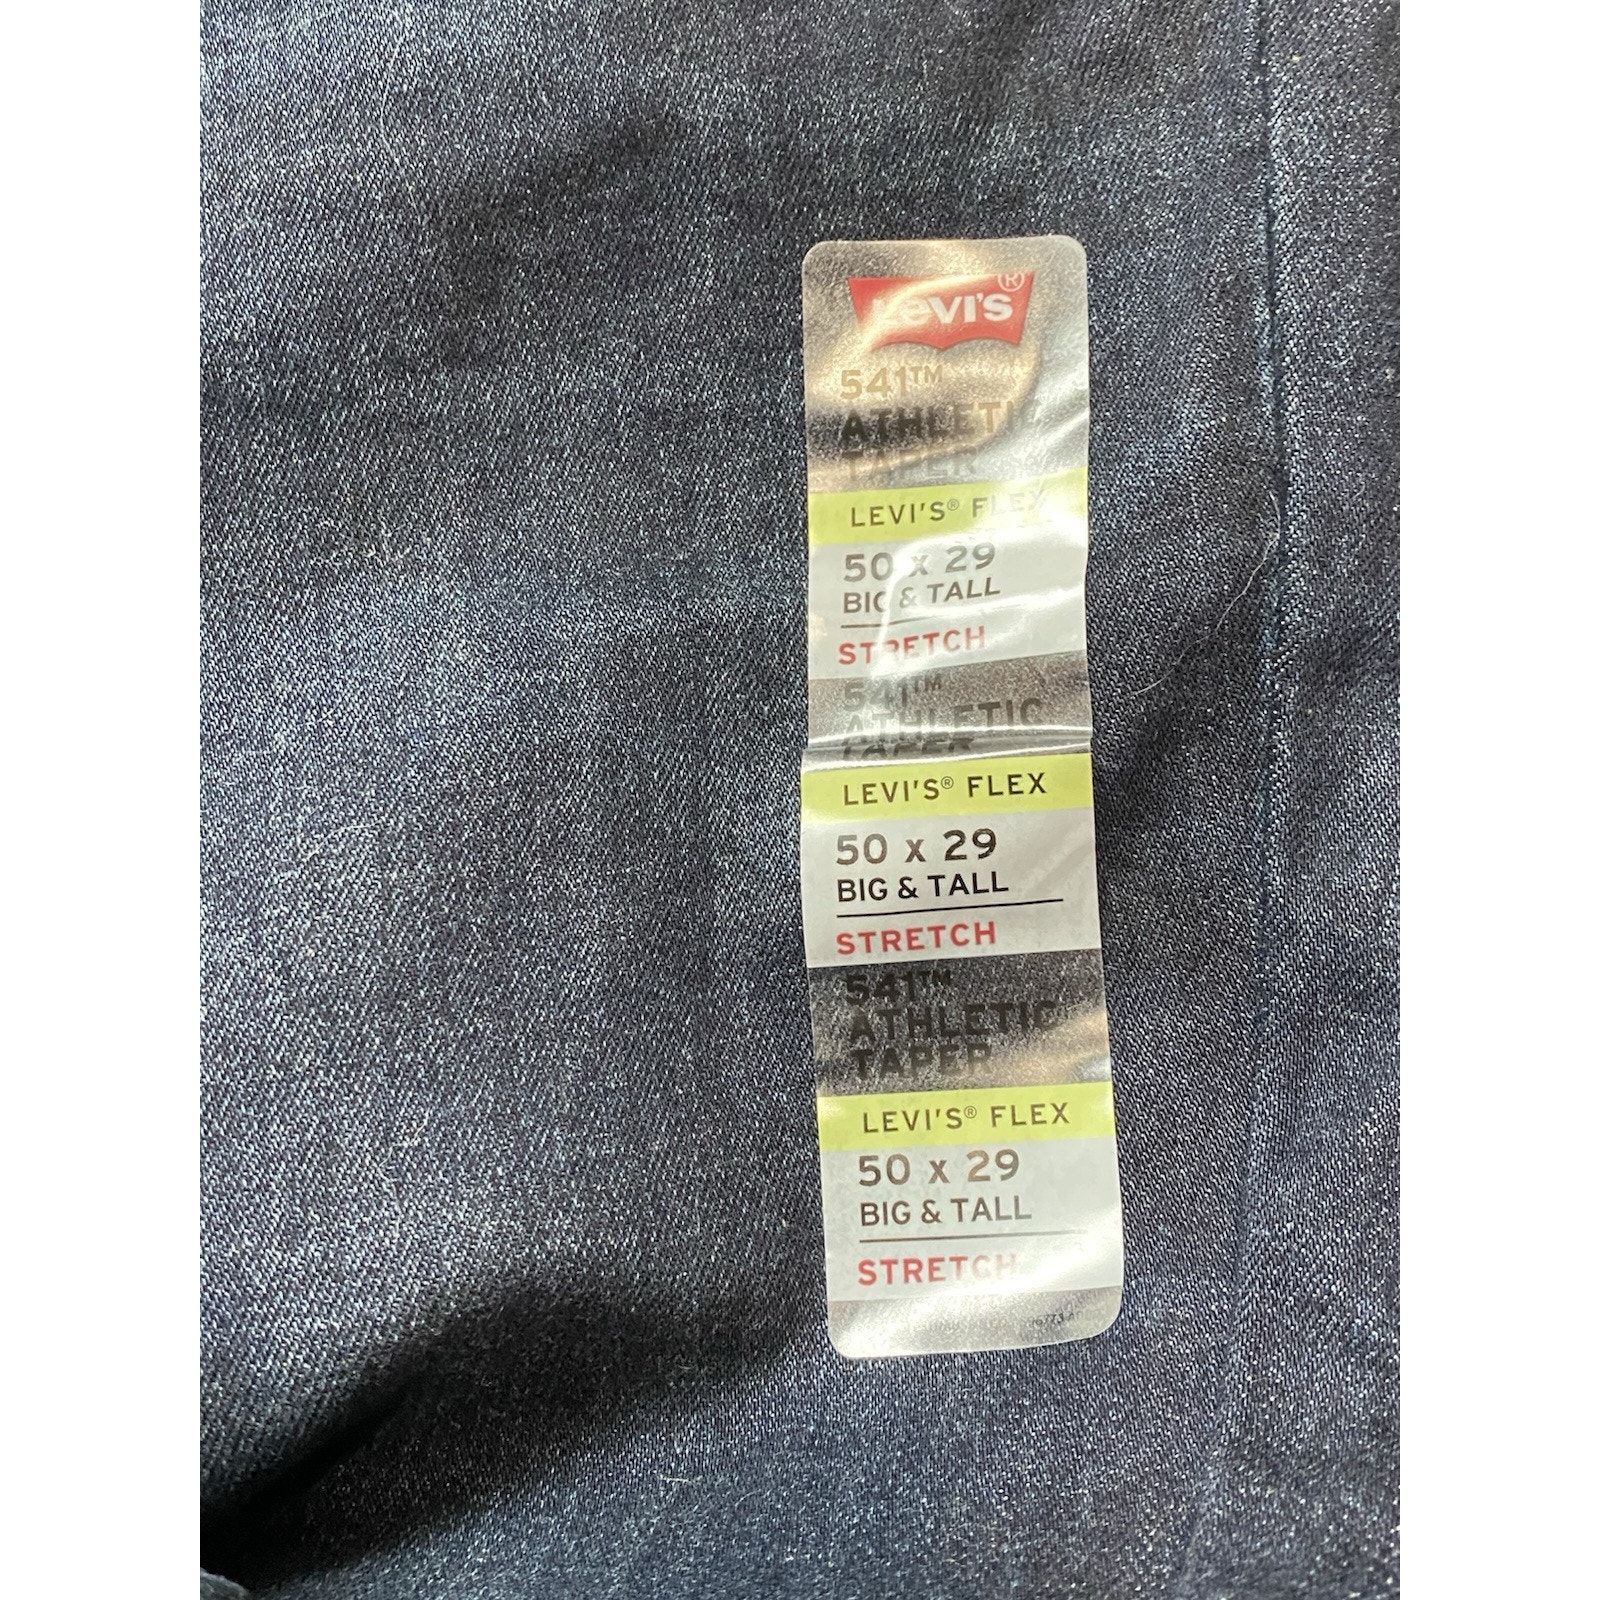 Levi's®
541™
ATHLETIC
TAPER
LEVI'S® FLEX
50 x 29
BIG & TALL
STRETCH
541™
ATHLETIC
TAPER
LEVI'S® FLEX
50 x 29
BIG & TALL
STRETCH
541™
ATHLETIC
TAPER
LEVI'S® FLEX
50 x 29
BIG & TALL
STRETCH